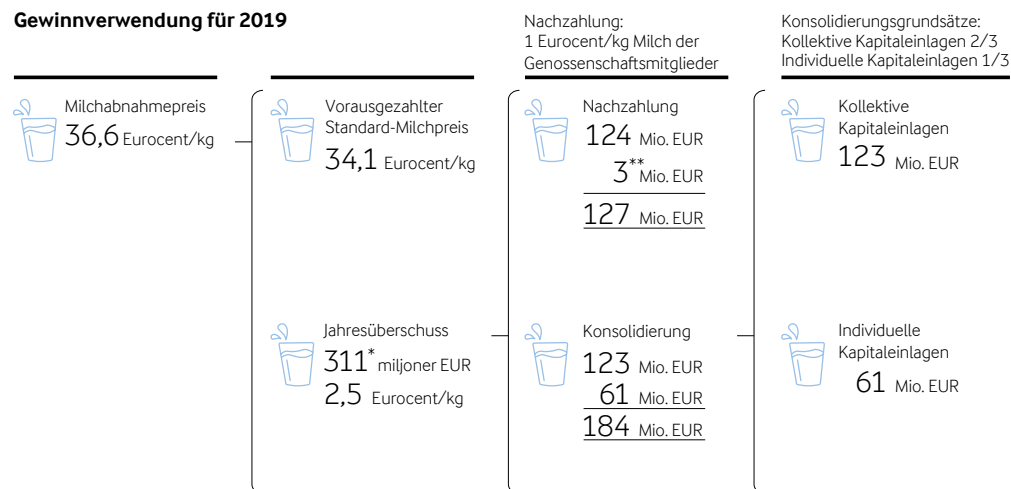 Gewinnverwendung für 2019
Nachzahlung:
1 Eurocent/kg Milch der
Genossenschaftsmitglieder
Konsolidierungsgrundsätze:
Kollektive Kapitaleinlagen 2/3
Individuelle Kapitaleinlagen 1/3
Milchabnahmepreis
36,6 Eurocent/kg
Vorausgezahlter
Standard-Milchpreis
34,1 Eurocent/kg
Nachzahlung
124 Mio. EUR
3** Mio. EUR
127 Mio. EUR
Kollektive
Kapitaleinlagen
123 Mio. EUR
Jahresüberschuss
311* miljoner EUR
2,5 Eurocent/kg
Konsolidierung
123 Mio. EUR
61 Mio. EUR
184 Mio. EUR
Individuelle
Kapitaleinlagen
61 Mio. EUR